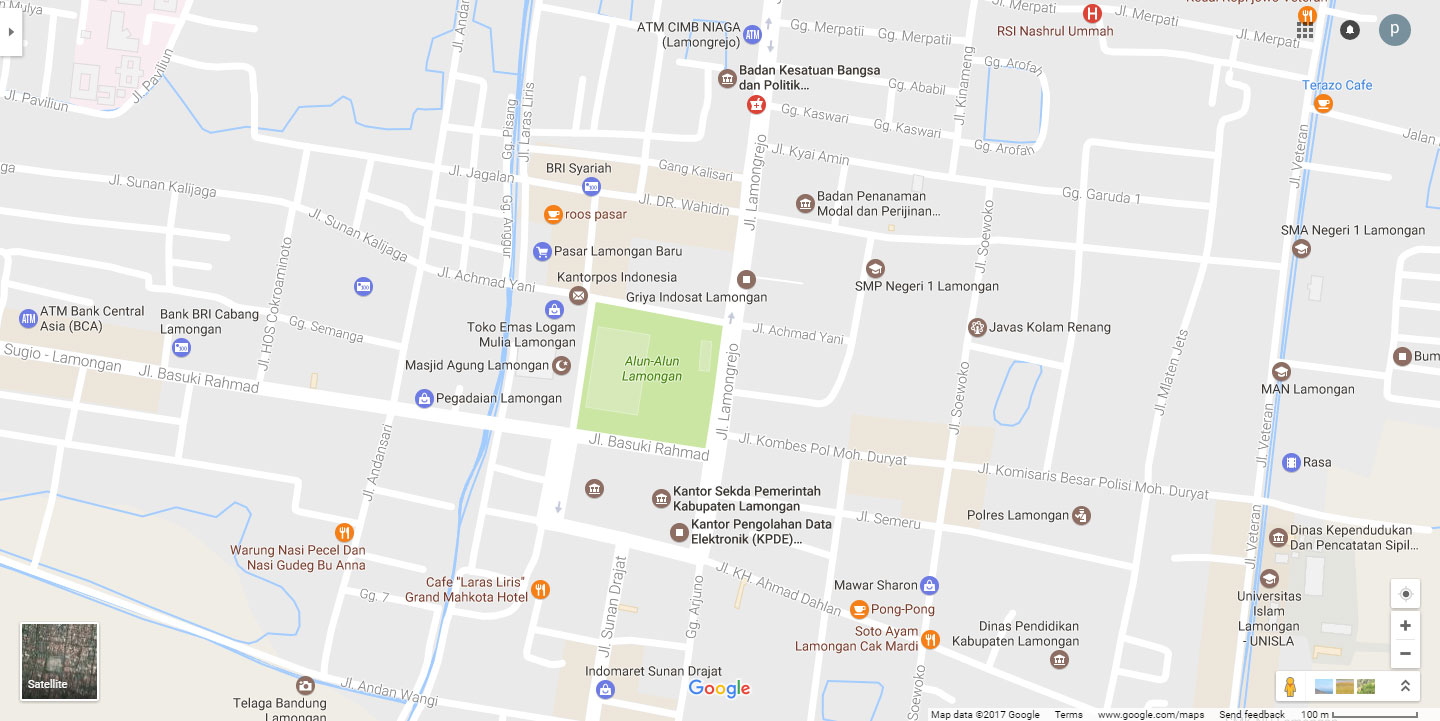 an Mulya
Jl. Paviliun
Jl. Paviliun
Jl. Andan
ATM CIMB NIAGA
(Lamongrejo)
ATM
Gg. Merpatii
Gg. Merpatii
Jl. Merpati
H
Jl. Merpati
RSI Nashrul Ummah
Jl. Merpati
p
Badan Kesatuan Bangsa
dan Politik...
Gg. Ababil
Gg. Arofah
Jl. Kinameng
Terazo Cafe
Gg. Pisang
Jl. Laras Liris
Gg. Kaswari
Gg. Kaswari
Gg. Arofah
Jalan
Jl. Kyai Amin
Jl. Lamongrejo
Jl. Veteran
nalijaga
Jl. Sunan Kalijaga
Jl. Jagalan
BRI Syariah
Gang Kalisari
Gg. Garuda 1
Gg. Anggur
Jl. DR. Wahidin
Badan Penanaman
Modal dan Perijinan...
roos pasar
Jl. Sunan Kalijaga
Jl. Soewoko
SMA Negeri 1 Lamongan
Pasar Lamongan Baru
Jl. HOS Cokroaminoto
Jl. Achmad Yani
Kantorpos Indonesia
Griya Indosat Lamongan
SMP Negeri 1 Lamongan
ATM
ATM Bank Central
Asia (BCA)
Bank BRI Cabang
Lamongan
Gg. Semanga
Toko Emas Logam
Mulia Lamongan
Jl. Achmad Yani
Javas Kolam Renang
Sugio - Lamongan
Jl. Basuki Rahmad
Masjid Agung Lamongan
Alun-Alun
Lamongan
Jl. Lamongrejo
Jl. Mlaten Jets
Bum
MAN Lamongan
Pegadaian Lamongan
Jl. Soewoko
Jl. Veteran
Jl. Andansari
Jl. Basuki Rahmad
Jl. Kombes Pol Moh. Duryat
Jl. Komisaris Besar Polisi Moh. Duryat
Rasa
Kantor Sekda Pemerintah
Kabupaten Lamongan
Kantor Pengolahan Data
Elektronik (KPDE)...
Jl. Semeru
Polres Lamongan
Dinas Kependudukan
Dan Pencatatan Sipil...
Jl. Veteran
Warung Nasi Pecel Dan
Nasi Gudeg Bu Anna
Cafe "Laras Liris"
Grand Mahkota Hotel
Gg. 7
Jl. Sunan Drajat
Gg. Arjuno
Jl. KH. Ahmad Dahlan
Mawar Sharon
Pong-Pong
Soto Ayam
Lamongan Cak Mardi
Dinas Pendidikan
Kabupaten Lamongan
Universitas
Islam
Lamongan
- UNISLA
Jl. Soewoko
Satellite
Telaga Bandung
Lamongan
Jl. Andan Wangi
Indomaret Sunan Drajat
Google
Map data ©2017 Google
Terms
www.google.com/maps
Send feedback
100 m